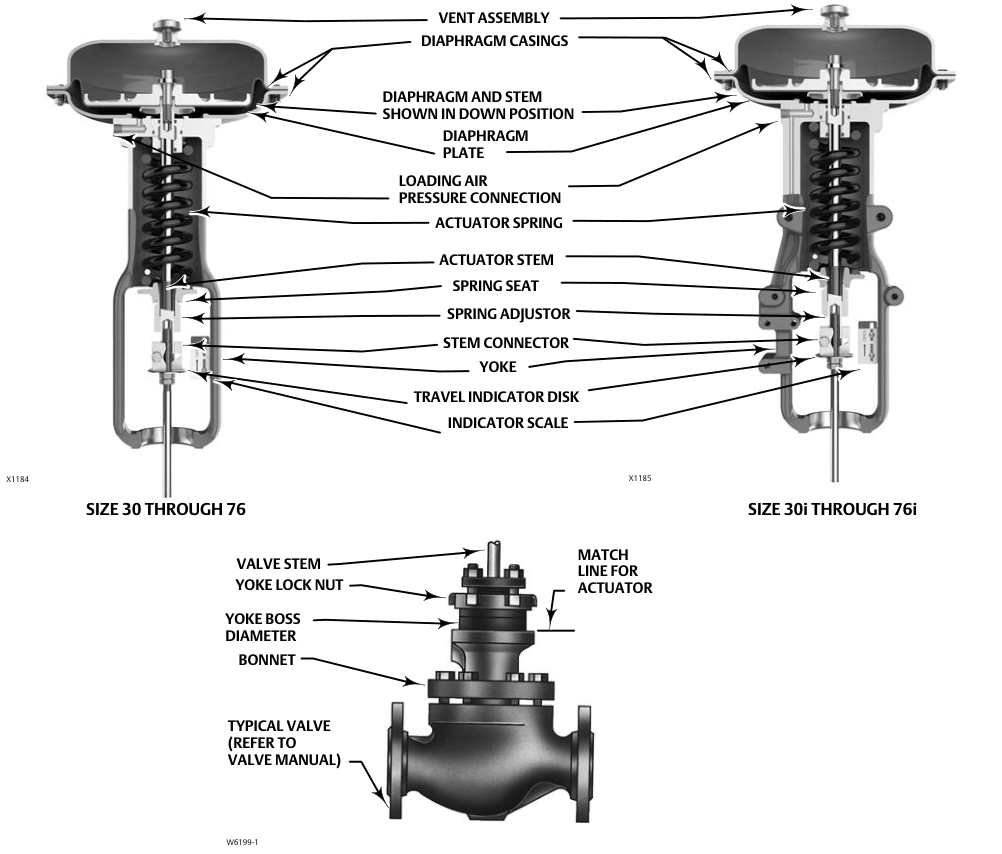 VENT ASSEMBLY
DIAPHRAGM CASINGS
DIAPHRAGM AND STEM
SHOWN IN DOWN POSITION
DIAPHRAGM
PLATE
LOADING AIR
PRESSURE CONNECTION
ACTUATOR SPRING
ACTUATOR STEM
SPRING SEAT
SPRING ADJUSTOR
STEM CONNECTOR
YOKE
TRAVEL INDICATOR DISK
INDICATOR SCALE
X1184
X1185
SIZE 30 THROUGH 76
SIZE 30i THROUGH 76i
VALVE STEM
YOKE LOCK NUT
YOKE BOSS
DIAMETER
BONNET
MATCH
LINE FOR
ACTUATOR
TYPICAL VALVE
(REFER TO
VALVE MANUAL)
W6199-1